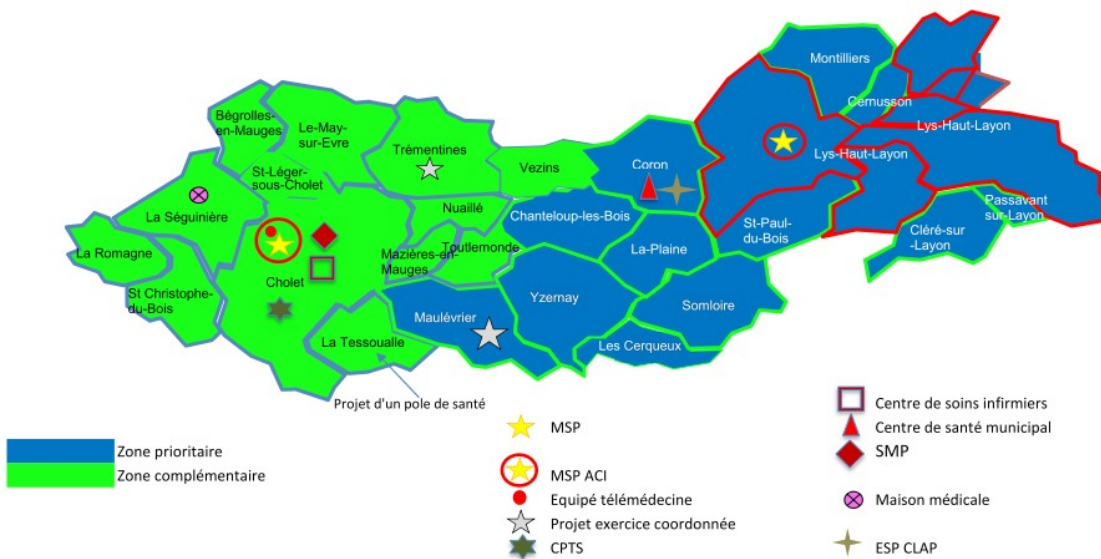 Montilliers
Cernusson
Bégrolles-
en-Mauges
Le-May-
sur-Evre
Lys-Haut-Layon
Trémentines
Vezins
Coron
Lys-Haut-Layon
St-Léger-
sous-Cholet
La Séguinière
Nuaillé
Chanteloup-les-Bois
St-Paul-
du-Bois
Passavant
sur-Layon
La Romagne
Mazières-en-
Mauges
Toutlemonde
La-Plaine
Cléré-sur
-Layon
St Christophe-
du-Bois
Cholet
Yzernay
Somloire
Maulévrier
La Tessoualle
Les Cerqueux
Projet d'un pole de santé
Zone prioritaire
Zone complémentaire
MSP
MSP ACI
Equipé télémédecine
Projet exercice coordonnée
CPTS
Centre de soins infirmiers
Centre de santé municipal
SMP
Maison médicale
ESP CLAP